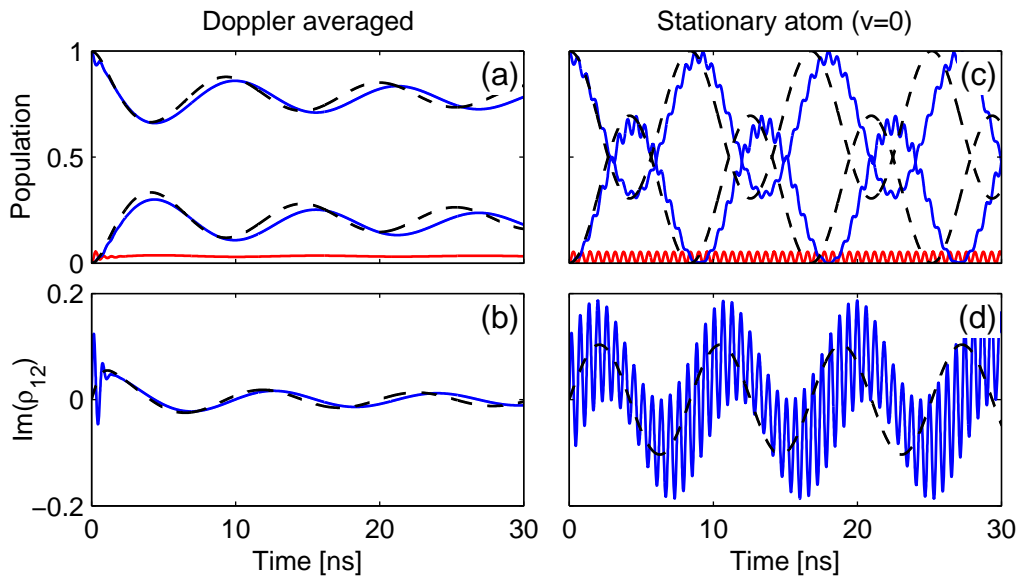 Doppler averaged
Stationary atom (v=0)
Population
1
0.5
0
(a)
(c)
Im(ρ12)
0.2
0
−0.2
(b)
(d)
0
10
20
30
Time [ns]
0
10
20
30
Time [ns]